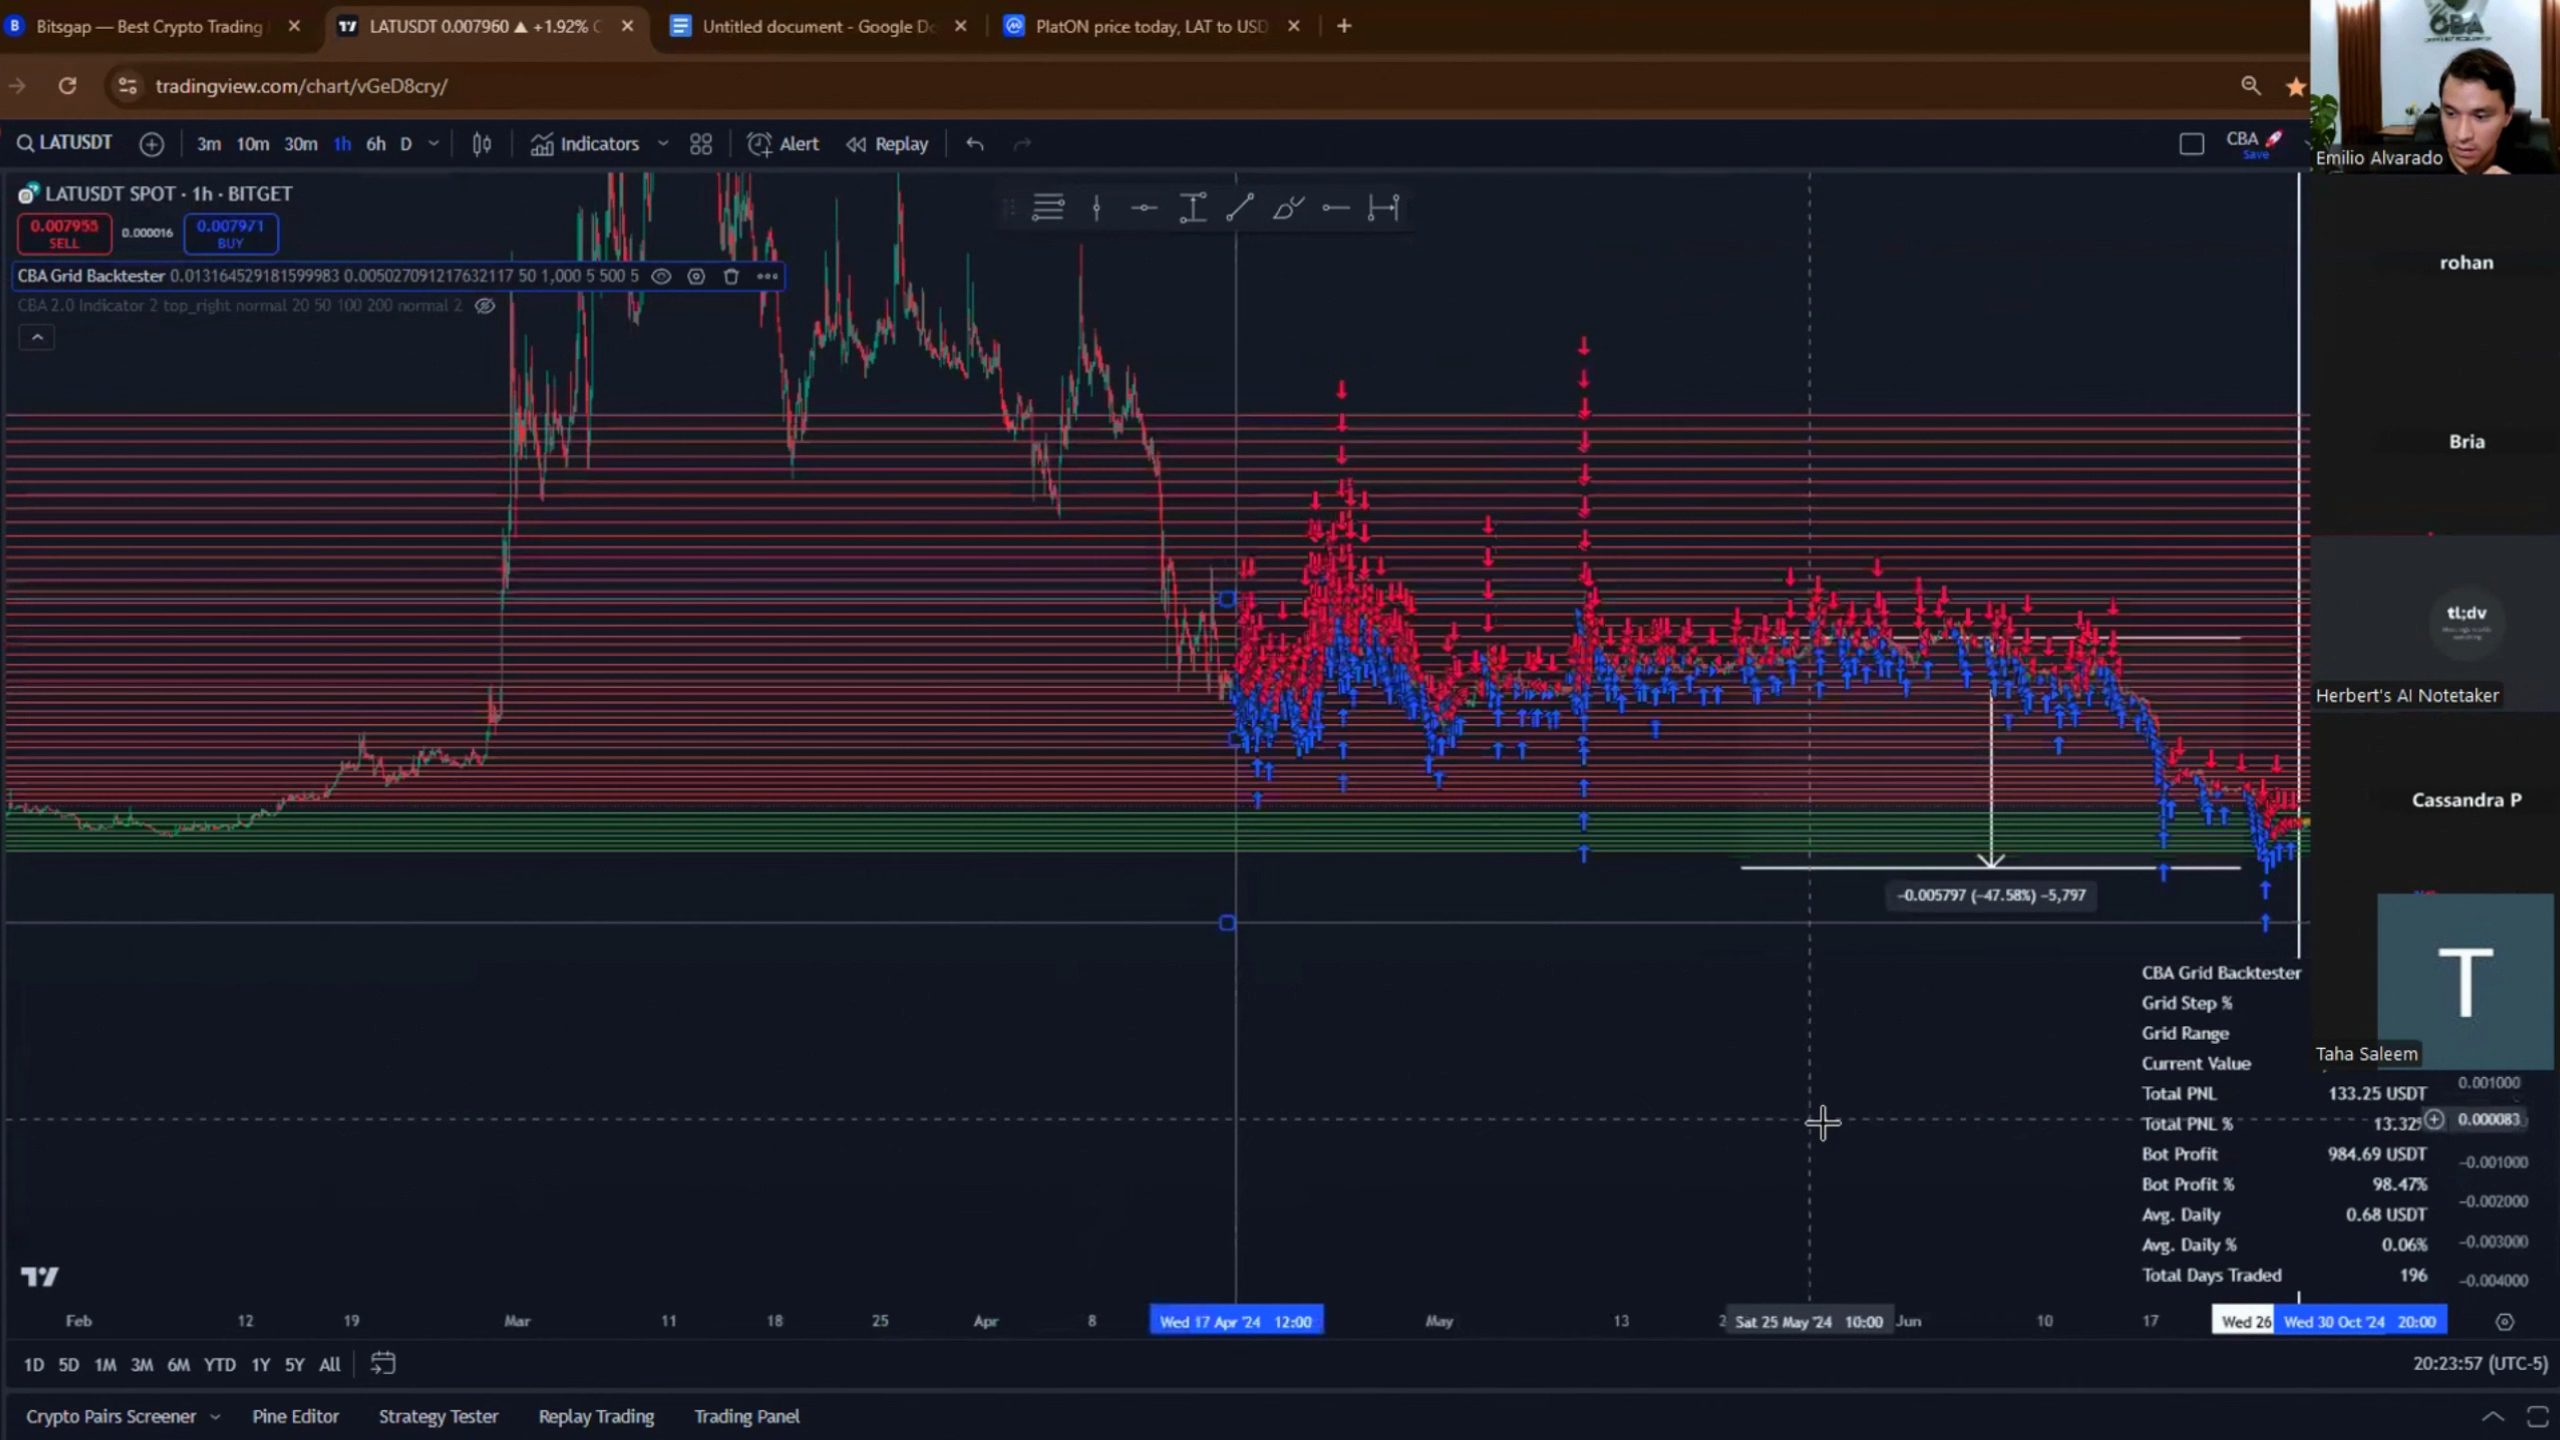 Bitsgap — Best Crypto Trading
LATUSDT 0.007960 ▲ +1.92%
Untitled document - Google Do
PlatON price today, LAT to USD
tradingview.com/chart/vGeD8cry/
LATUSDT 3m 10m 30m 1h 6h D Indicators Alert Replay
CBA 🚀
Save
LATUSDT SPOT · 1h · BITGET
0.007955
SELL
0.000016
0.007971
BUY
CBA Grid Backtester 0.013164529181599983 0.005027091217632117 50 1,000 5 500 5
CBA 2.0 Indicator 2 top_right normal 20 50 100 200 normal 2
CBA
Emilio Alvarado
rohan
Bria
tl;dv
Herbert's AI Notetaker
Cassandra P
T
Taha Saleem
−0.005797 (−47.58%) −5,797
CBA Grid Backtester
Grid Step %
Grid Range
Current Value
Total PNL 133.25 USDT
Total PNL % 13.32
Bot Profit 984.69 USDT
Bot Profit % 98.47%
Avg. Daily 0.68 USDT
Avg. Daily % 0.06%
Total Days Traded 196
0.001000
0.000083
−0.001000
−0.002000
−0.003000
−0.004000
Feb 12 19 Mar 11 18 25 Apr 8 Wed 17 Apr '24 12:00 May 13 2 Sat 25 May '24 10:00 Jun 10 17 Wed 26 Wed 30 Oct '24 20:00
1D 5D 1M 3M 6M YTD 1Y 5Y All
20:23:57 (UTC-5)
Crypto Pairs Screener Pine Editor Strategy Tester Replay Trading Trading Panel